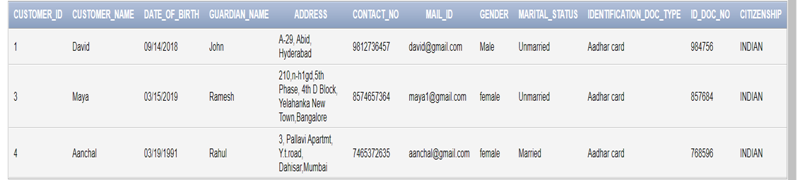 CUSTOMER_ID CUSTOMER_NAME DATE_OF_BIRTH GUARDIAN_NAME ADDRESS CONTACT_NO MAIL_ID GENDER MARITAL_STATUS IDENTIFICATION_DOC_TYPE ID_DOC_NO CITIZENSHIP
1 David 09/14/2018 John A-29, Abid, Hyderabad 9812736457 david@gmail.com Male Unmarried Aadhar card 984756 INDIAN
3 Maya 03/15/2019 Ramesh 210,n-h1gd,5th Phase, 4th D Block, Yelahanka New Town,Bangalore 8574657364 maya1@gmail.com female Unmarried Aadhar card 857684 INDIAN
4 Aanchal 03/19/1991 Rahul 3, Pallavi Apartmt, Y.t.road, Dahisar,Mumbai 7465372635 aanchal@gmail.com female Married Aadhar card 768596 INDIAN